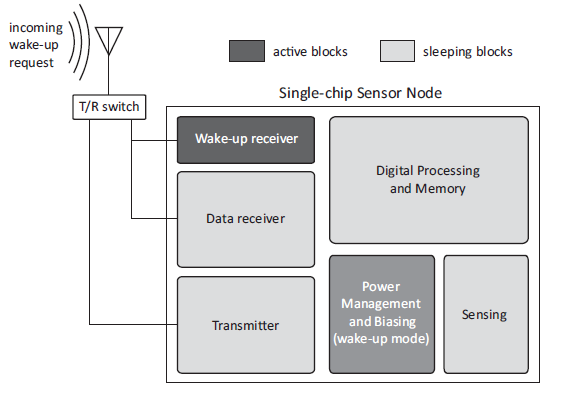 incoming
wake-up
request
active blocks
sleeping blocks
Single-chip Sensor Node
T/R switch
Wake-up receiver
Digital Processing
and Memory
Data receiver
Power
Management
and Biasing
(wake-up mode)
Sensing
Transmitter